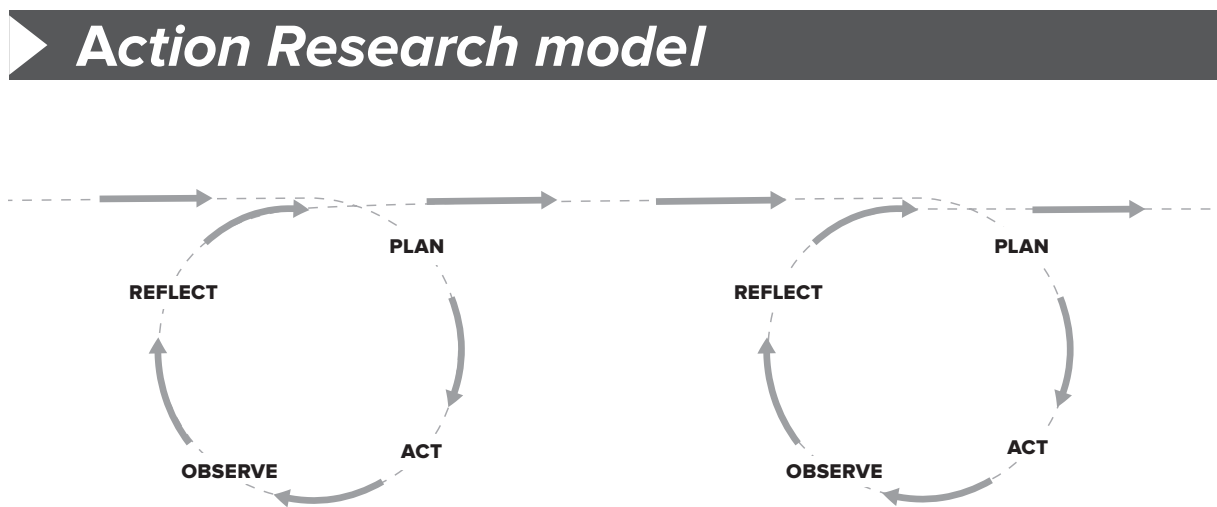 Action Research model
PLAN
PLAN
REFLECT
REFLECT
ACT
ACT
OBSERVE
OBSERVE